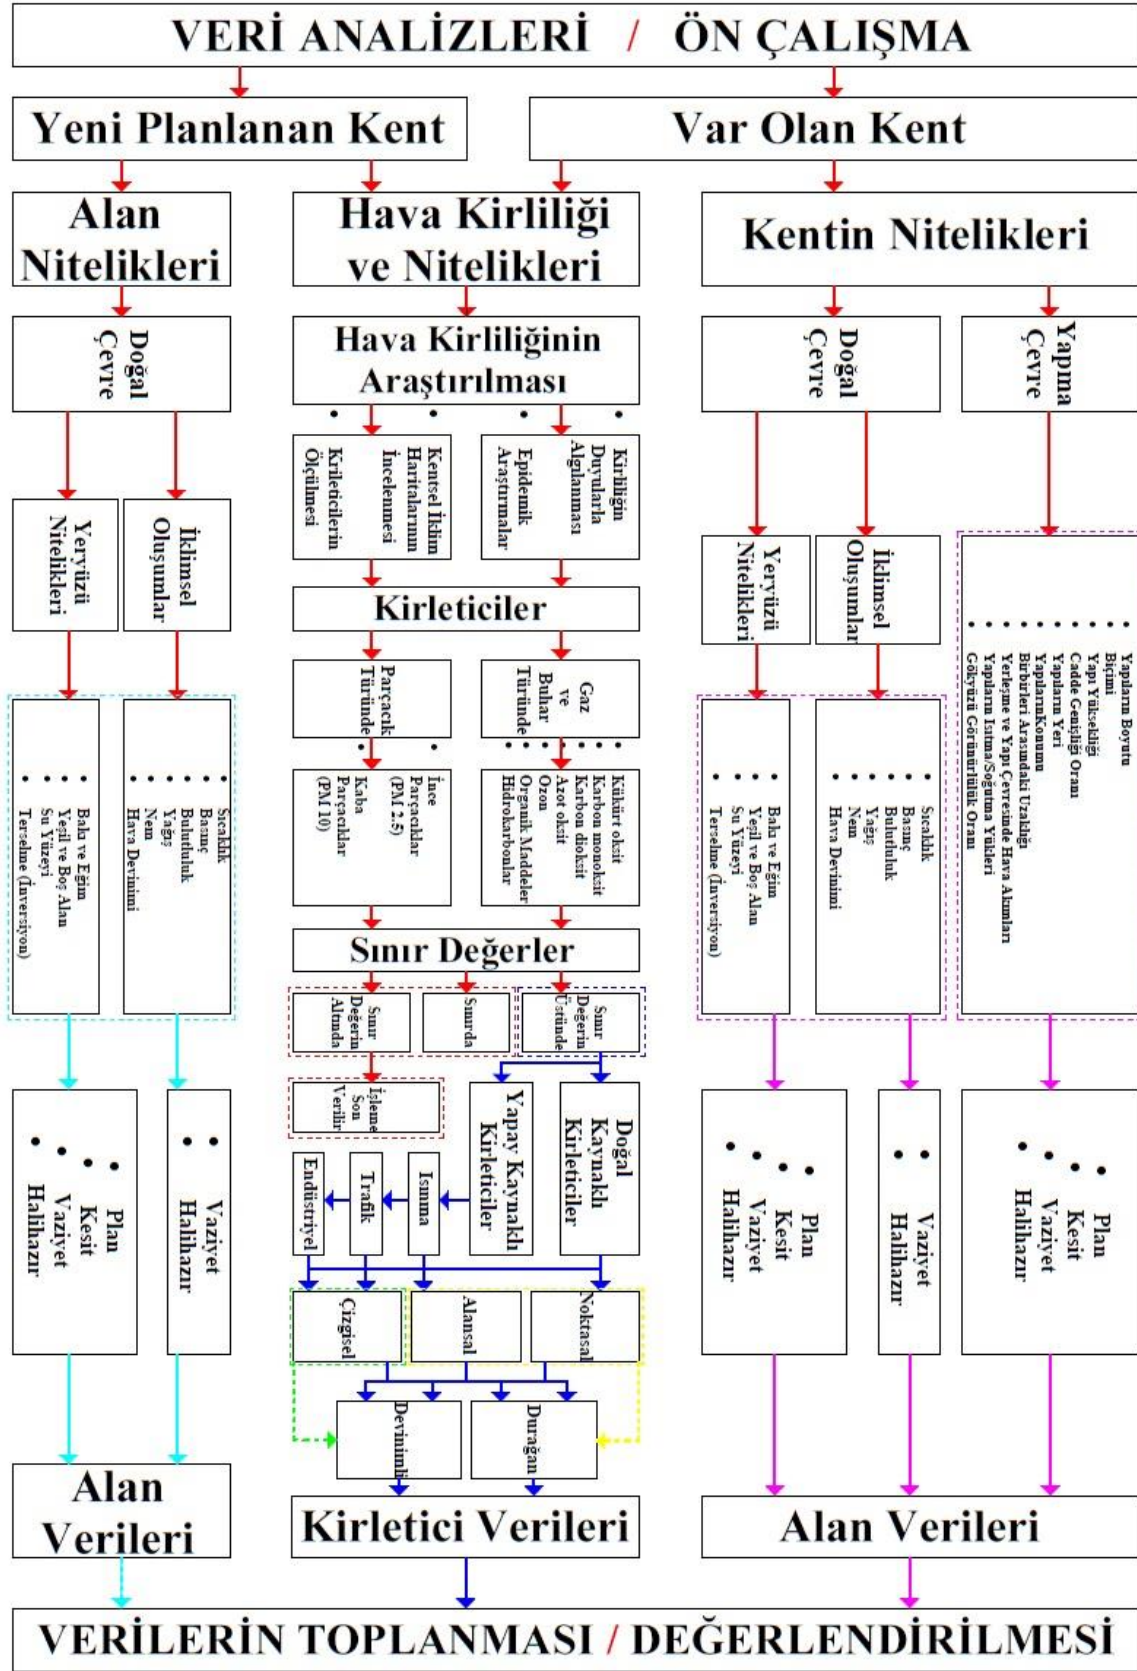 VERİ ANALİZLERİ / ÖN ÇALIŞMA
Yeni Planlanan Kent
Var Olan Kent
Alan
Nitelikleri
Hava Kirliliği
ve Nitelikleri
Kentin Nitelikleri
Doğal
Çevre
Hava Kirliliğinin
Araştırılması
Doğal
Çevre
Yapma
Çevre
• Kirliliğin
Duyularla
Algılanması
• Epidemik
Araştırmalar
• Kentsel İklim
Haritalarının
İncelenmesi
• Krileticilerin
Ölçülmesi
İklimsel
Oluşumlar
Yeryüzü
Nitelikleri
İklimsel
Oluşumlar
Yeryüzü
Nitelikleri
• Yapıların Boyutu
• Biçimi
• Yapı Yüksekliği
• Cadde Genişliği Oranı
• Yapıların Yeri
• YapılarınKonumu
• Birbirleri Arasındaki Uzaklığı
• Yerleşme ve Yapı Çevresinde Hava Akımları
• Yapıların Isıtma/Soğutma Yükleri
• Gökyüzü Görünürlülük Oranı
Kirleticiler
Parçacık
Türünde
Gaz
ve
Buhar
Türünde
• İnce
Parçacıklar
(PM 2.5)
• Kaba
Parçacıklar
(PM 10)
• Kükürt oksit
• Karbon monoksit
• Karbon dioksit
• Azot oksit
• Ozon
• Organik Maddeler
• Hidrokarbonlar
• Sıcaklık
• Basınç
• Bulutluluk
• Yağış
• Nem
• Hava Devinimi
• Bakı ve Eğim
• Yeşil ve Boş Alan
• Su Yüzeyi
• Terselme (İnversiyon)
• Sıcaklık
• Basınç
• Bulutluluk
• Yağış
• Nem
• Hava Devinimi
• Bakı ve Eğim
• Yeşil ve Boş Alan
• Su Yüzeyi
• Terselme (İnversiyon)
Sınır Değerler
Sınır
Değerin
Altında
Sınırda
Sınır
Değerin
Üstünde
İşleme
Son
Verilir
Yapay Kaynaklı
Kirleticiler
Doğal
Kaynaklı
Kirleticiler
Endüstriyel
Trafik
Isınma
Çizgisel
Alansal
Noktasal
Devinimli
Durağan
• Vaziyet
• Halihazır
• Plan
• Kesit
• Vaziyet
• Halihazır
• Plan
• Kesit
• Vaziyet
• Halihazır
• Vaziyet
• Halihazır
• Plan
• Kesit
• Vaziyet
• Halihazır
Alan
Verileri
Kirletici Verileri
Alan Verileri
VERİLERİN TOPLANMASI / DEĞERLENDİRİLMESİ